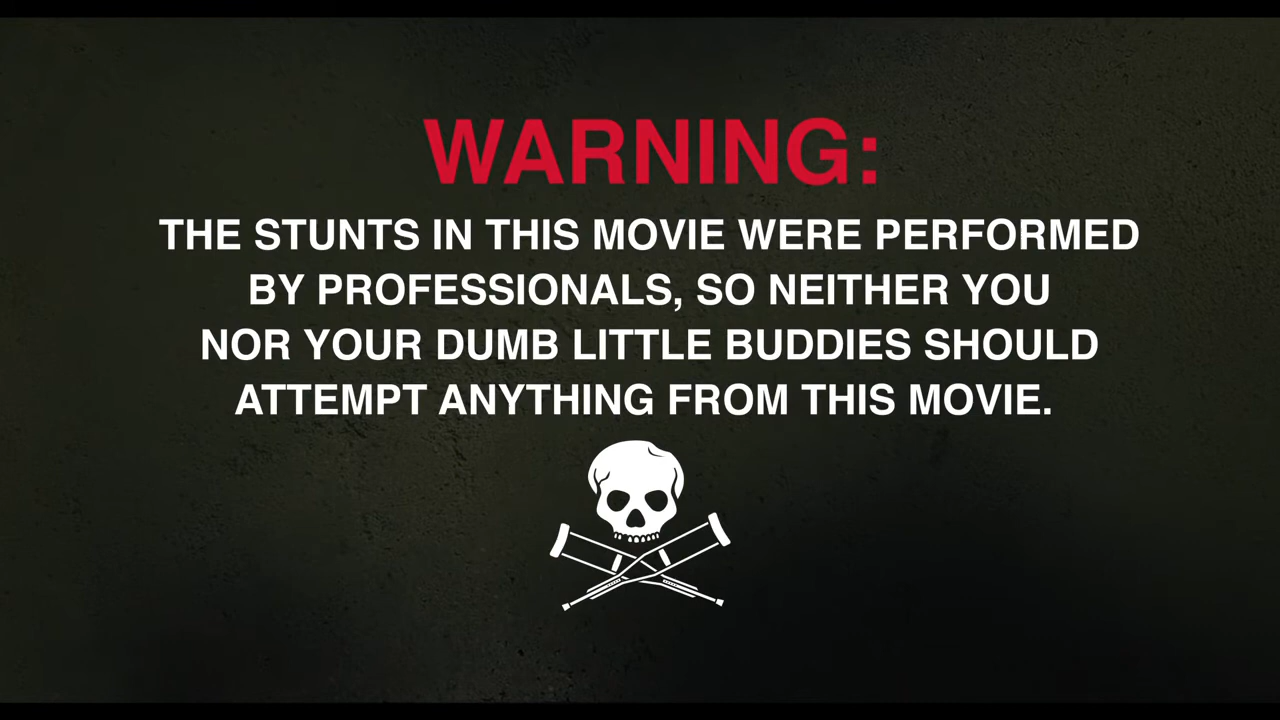 WARNING:
THE STUNTS IN THIS MOVIE WERE PERFORMED
BY PROFESSIONALS, SO NEITHER YOU
NOR YOUR DUMB LITTLE BUDDIES SHOULD
ATTEMPT ANYTHING FROM THIS MOVIE.